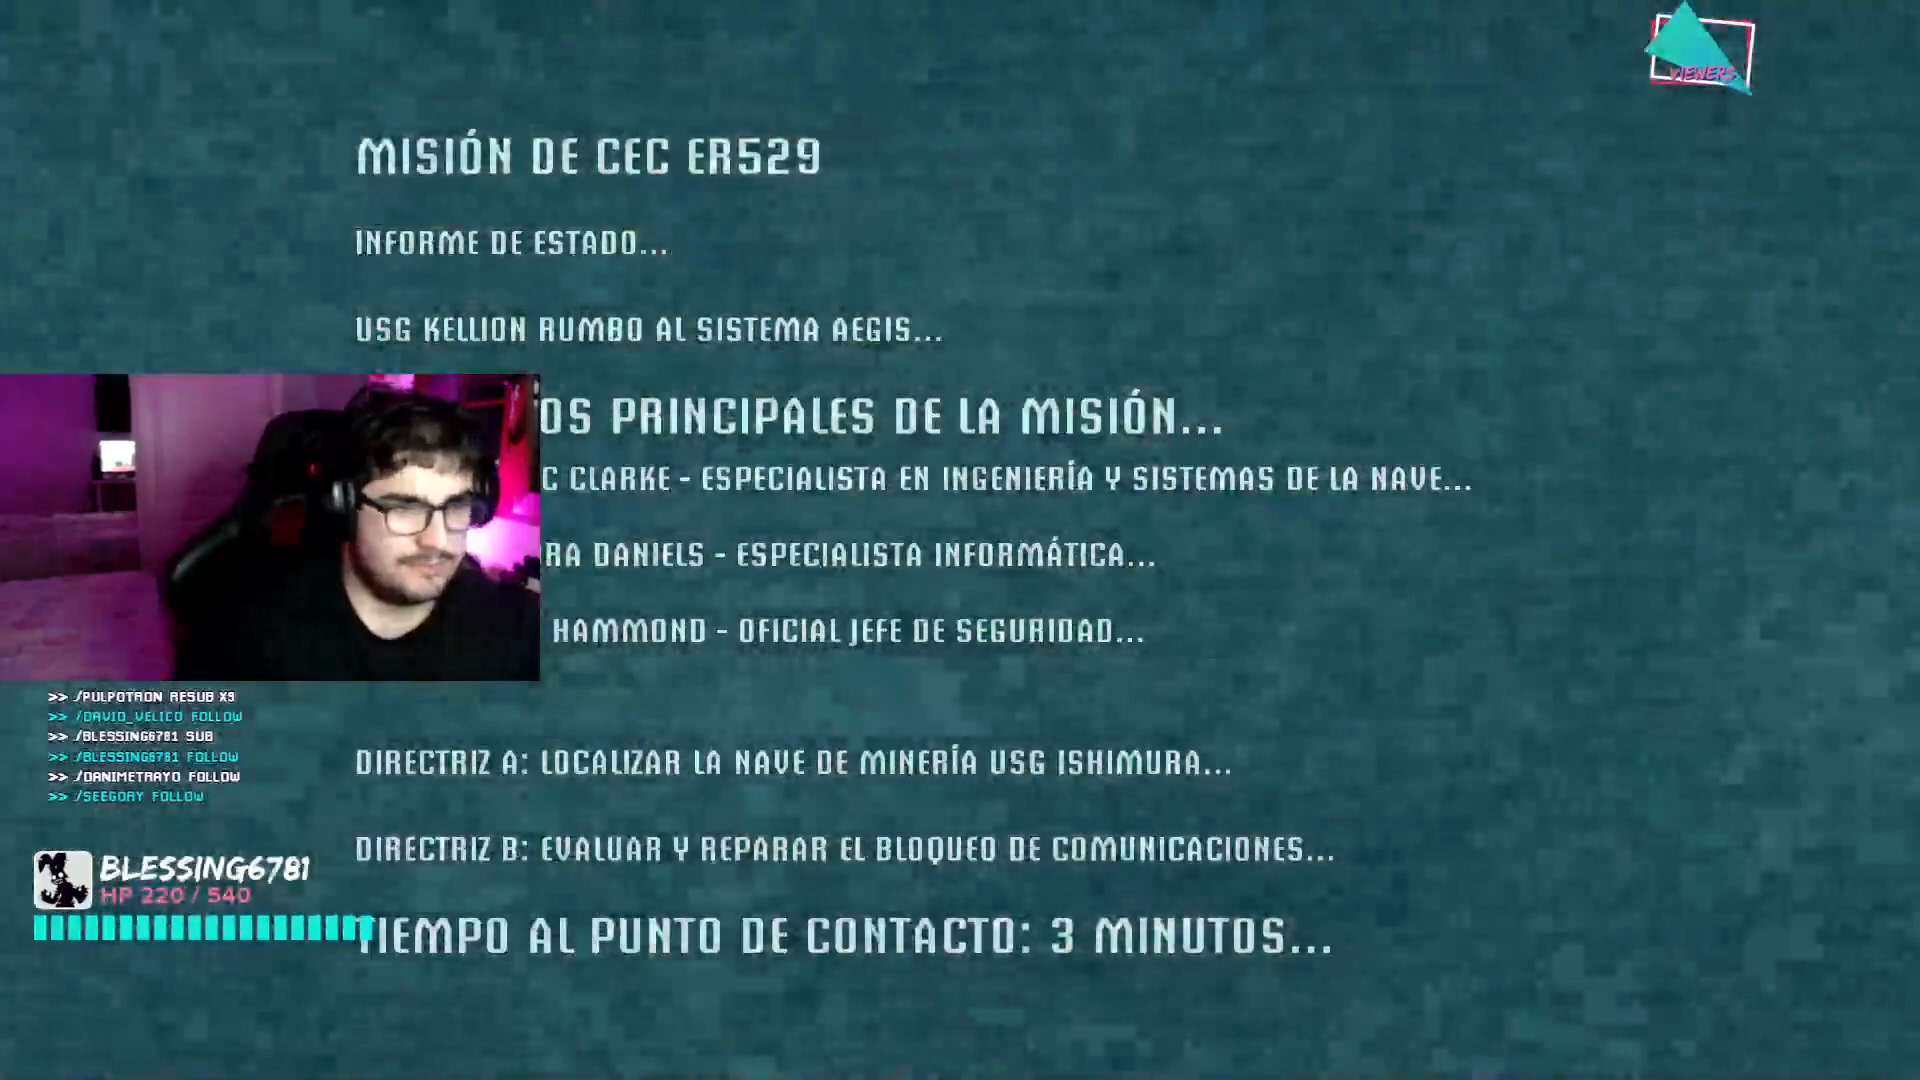 VIEWERS
MISIÓN DE CEC ER529
INFORME DE ESTADO...
USG KELLION RUMBO AL SISTEMA AEGIS...
OS PRINCIPALES DE LA MISIÓN...
C CLARKE - ESPECIALISTA EN INGENIERÍA Y SISTEMAS DE LA NAVE...
RA DANIELS - ESPECIALISTA INFORMÁTICA...
HAMMOND - OFICIAL JEFE DE SEGURIDAD...
>> /PULPOTRON RESUB X9
>> /DAVID_VELICO FOLLOW
>> /BLESSING6781 SUB
>> /BLESSING6781 FOLLOW
>> /DANIMETRAYO FOLLOW
>> /SEEGORY FOLLOW
DIRECTRIZ A: LOCALIZAR LA NAVE DE MINERÍA USG ISHIMURA...
DIRECTRIZ B: EVALUAR Y REPARAR EL BLOQUEO DE COMUNICACIONES...
BLESSING6781
HP 220 / 540
TIEMPO AL PUNTO DE CONTACTO: 3 MINUTOS...